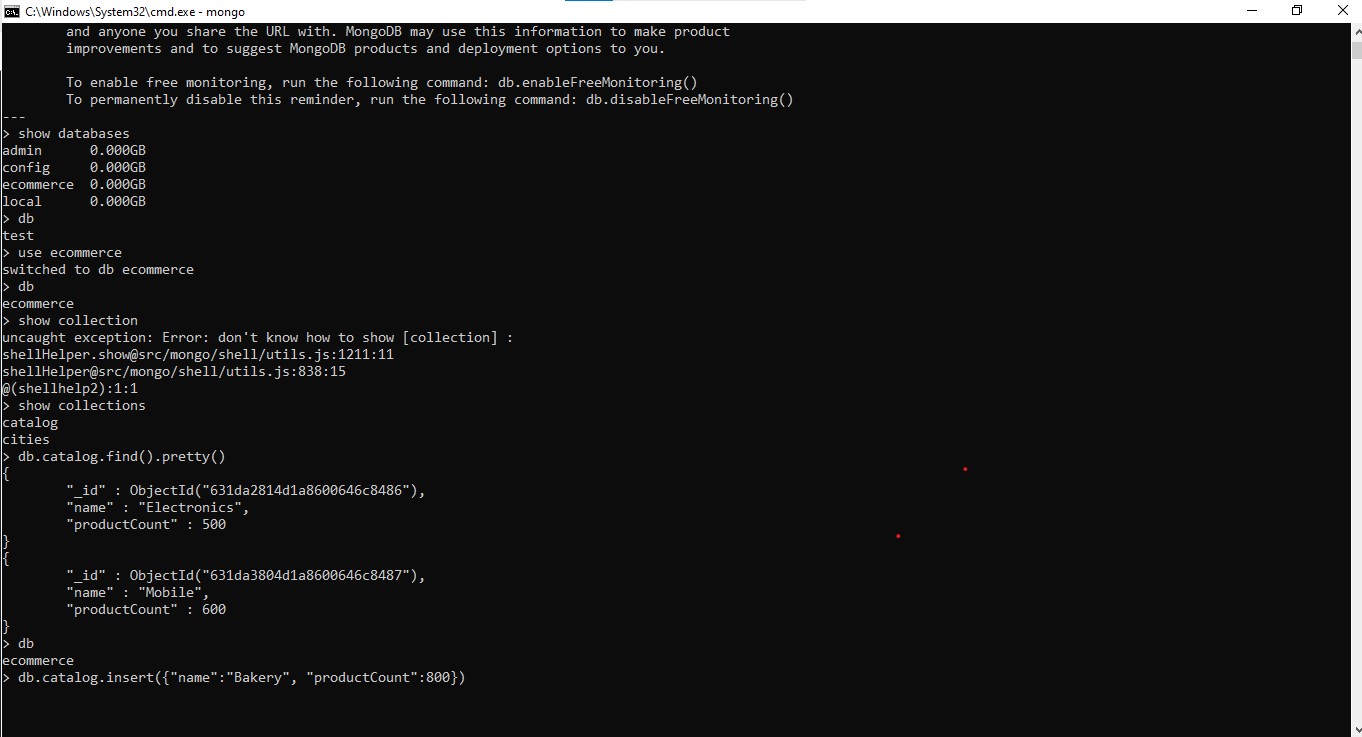 C:\Windows\System32\cmd.exe - mongo
and anyone you share the URL with. MongoDB may use this information to make product
improvements and to suggest MongoDB products and deployment options to you.
To enable free monitoring, run the following command: db.enableFreeMonitoring()
To permanently disable this reminder, run the following command: db.disableFreeMonitoring()
---
> show databases
admin      0.000GB
config     0.000GB
ecommerce  0.000GB
local      0.000GB
> db
test
> use ecommerce
switched to db ecommerce
> db
ecommerce
> show collection
uncaught exception: Error: don't know how to show [collection] :
shellHelper.show@src/mongo/shell/utils.js:1211:11
shellHelper@src/mongo/shell/utils.js:838:15
@(shellhelp2):1:1
> show collections
catalog
cities
> db.catalog.find().pretty()
{
        "_id" : ObjectId("631da2814d1a8600646c8486"),
        "name" : "Electronics",
        "productCount" : 500
}
{
        "_id" : ObjectId("631da3804d1a8600646c8487"),
        "name" : "Mobile",
        "productCount" : 600
}
> db
ecommerce
> db.catalog.insert({"name":"Bakery", "productCount":800})